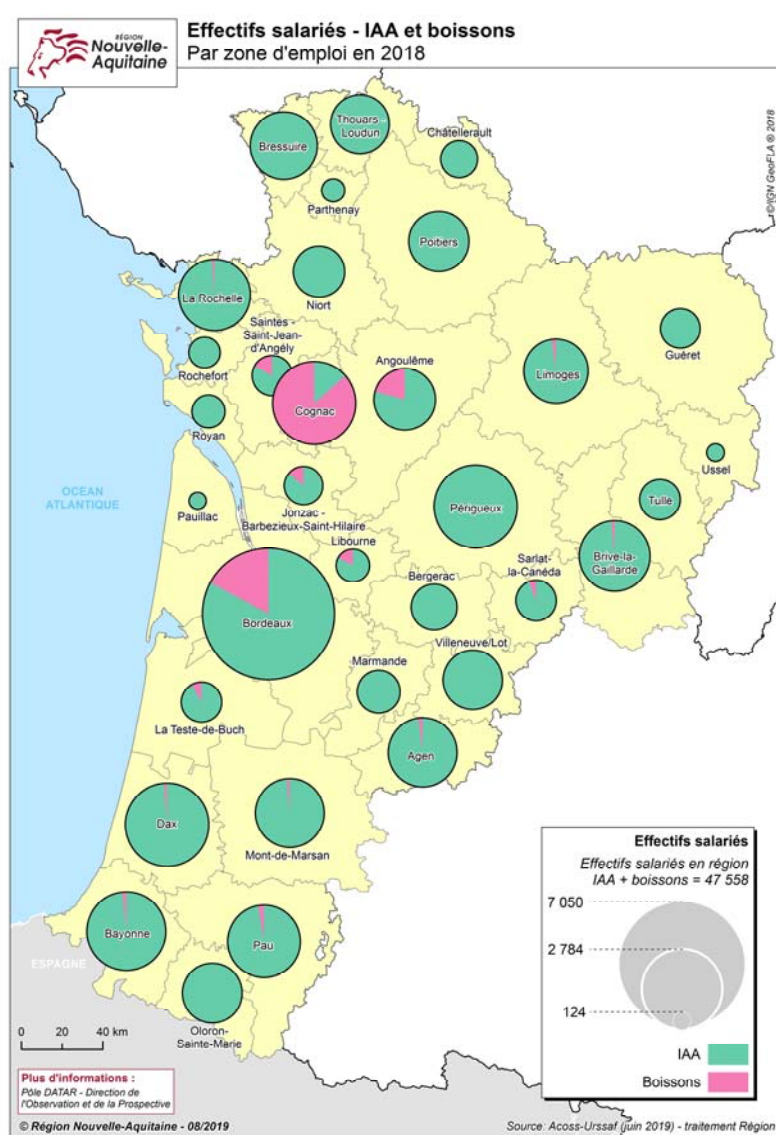 RÉGION
Nouvelle-
Aquitaine
Effectifs salariés - IAA et boissons
Par zone d'emploi en 2018
©IGN GeoFLA ® 2018
Thouars -
Loudun
Bressuire
Châtellerault
Parthenay
Poitiers
Niort
La Rochelle
Saintes -
Saint-Jean-
d'Angély
Guéret
Rochefort
Angoulême
Limoges
Cognac
Royan
Ussel
OCEAN
ATLANTIQUE
Tulle
Pauillac
Jonzac -
Barbezieux-Saint-Hilaire
Périgueux
Libourne
Sarlat-
la-Canéda
Brive-la-
Gaillarde
Bergerac
Bordeaux
Villeneuve/Lot
Marmande
La Teste-de-Buch
Agen
Dax
Mont-de-Marsan
Bayonne
Pau
ESPAGNE
Oloron-
Sainte-Marie
Effectifs salariés
Effectifs salariés en région
IAA + boissons = 47 558
7 050
2 784
124
IAA
Boissons
0 20 40 km
Plus d'informations :
Pôle DATAR - Direction de
l'Observation et de la Prospective
© Région Nouvelle-Aquitaine - 08/2019
Source: Acoss-Urssaf (juin 2019) - traitement Région